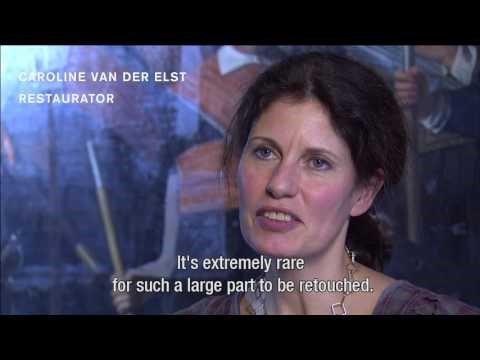 CAROLINE VAN DER ELST
RESTAURATOR
It's extremely rare
for such a large part to be retouched.